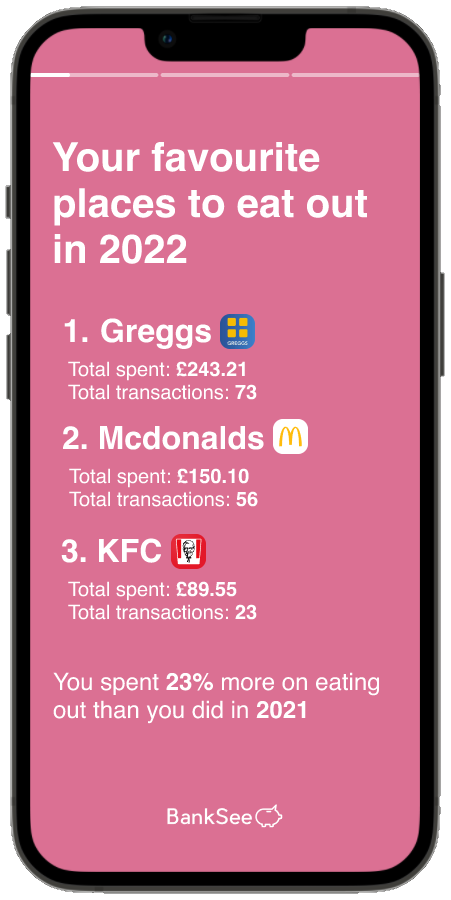 Your favourite
places to eat out
in 2022
1. Greggs
GREGGS
Total spent: £243.21
Total transactions: 73
2. Mcdonalds
Total spent: £150.10
Total transactions: 56
3. KFC
Total spent: £89.55
Total transactions: 23
You spent 23% more on eating
out than you did in 2021
BankSee